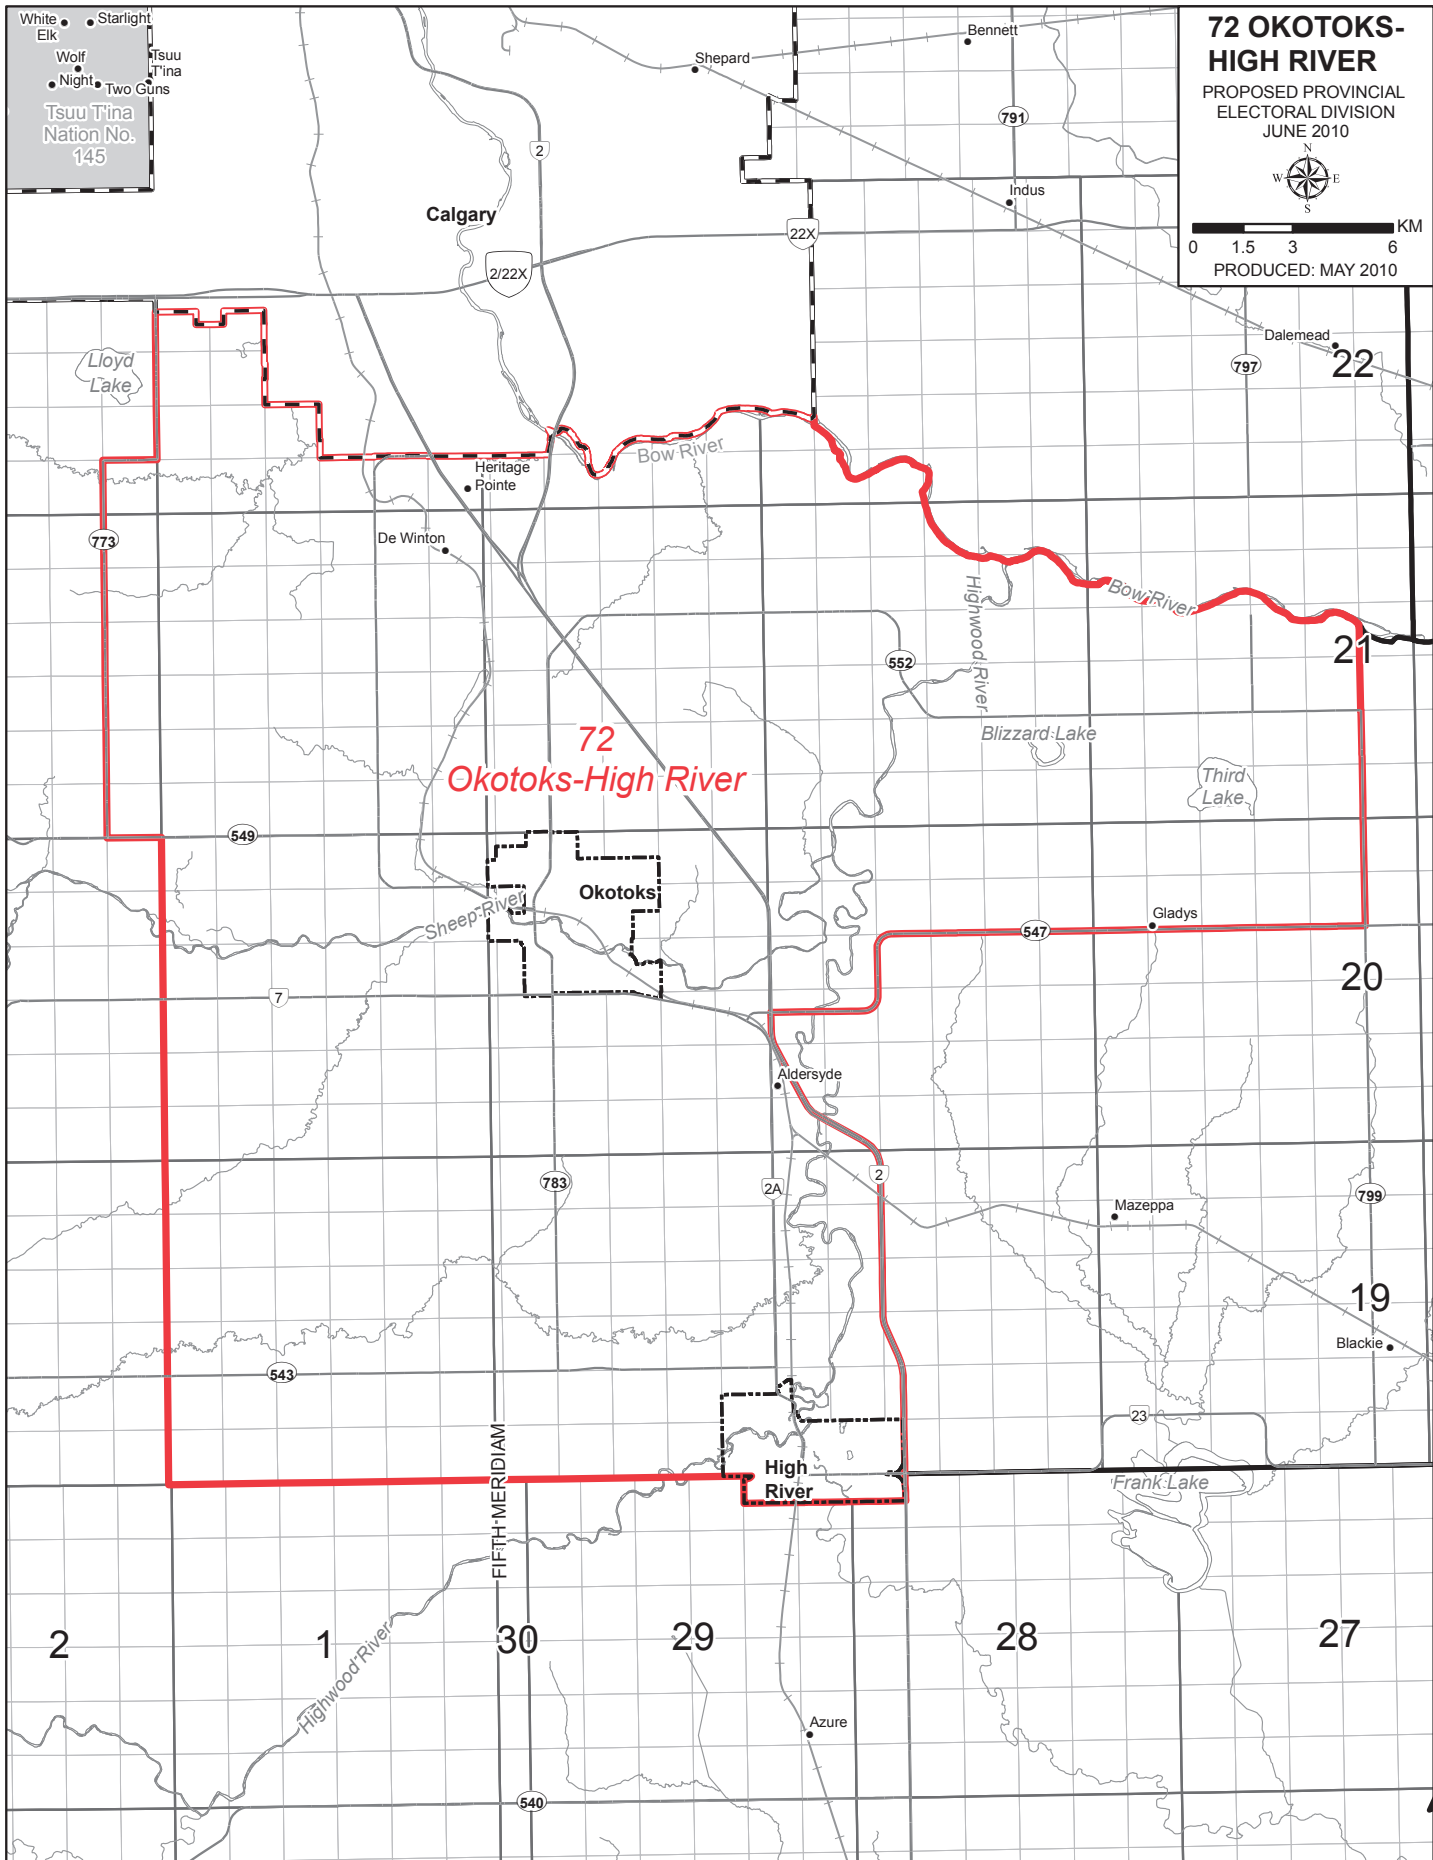 72 OKOTOKS-
HIGH RIVER
PROPOSED PROVINCIAL
ELECTORAL DIVISION
JUNE 2010
N
W E
S
KM
0 1.5 3 6
PRODUCED: MAY 2010
White
Elk
Starlight
Wolf
Night
Two Guns
Tsuu
T'ina
Tsuu T'ina
Nation No.
145
Shepard
Bennett
791
2
Indus
Calgary
22X
2/22X
Dalemead
22
797
Lloyd
Lake
Bow River
Heritage
Pointe
773
De Winton
Highwood River
Bow River
21
552
72
Okotoks-High River
Blizzard Lake
Third
Lake
549
Okotoks
Sheep River
Gladys
547
20
7
Aldersyde
783
2A
2
Mazeppa
799
19
Blackie
543
23
FIFTH MERIDIAM
High
River
Frank Lake
2
1
30
29
28
27
Highwood River
Azure
540